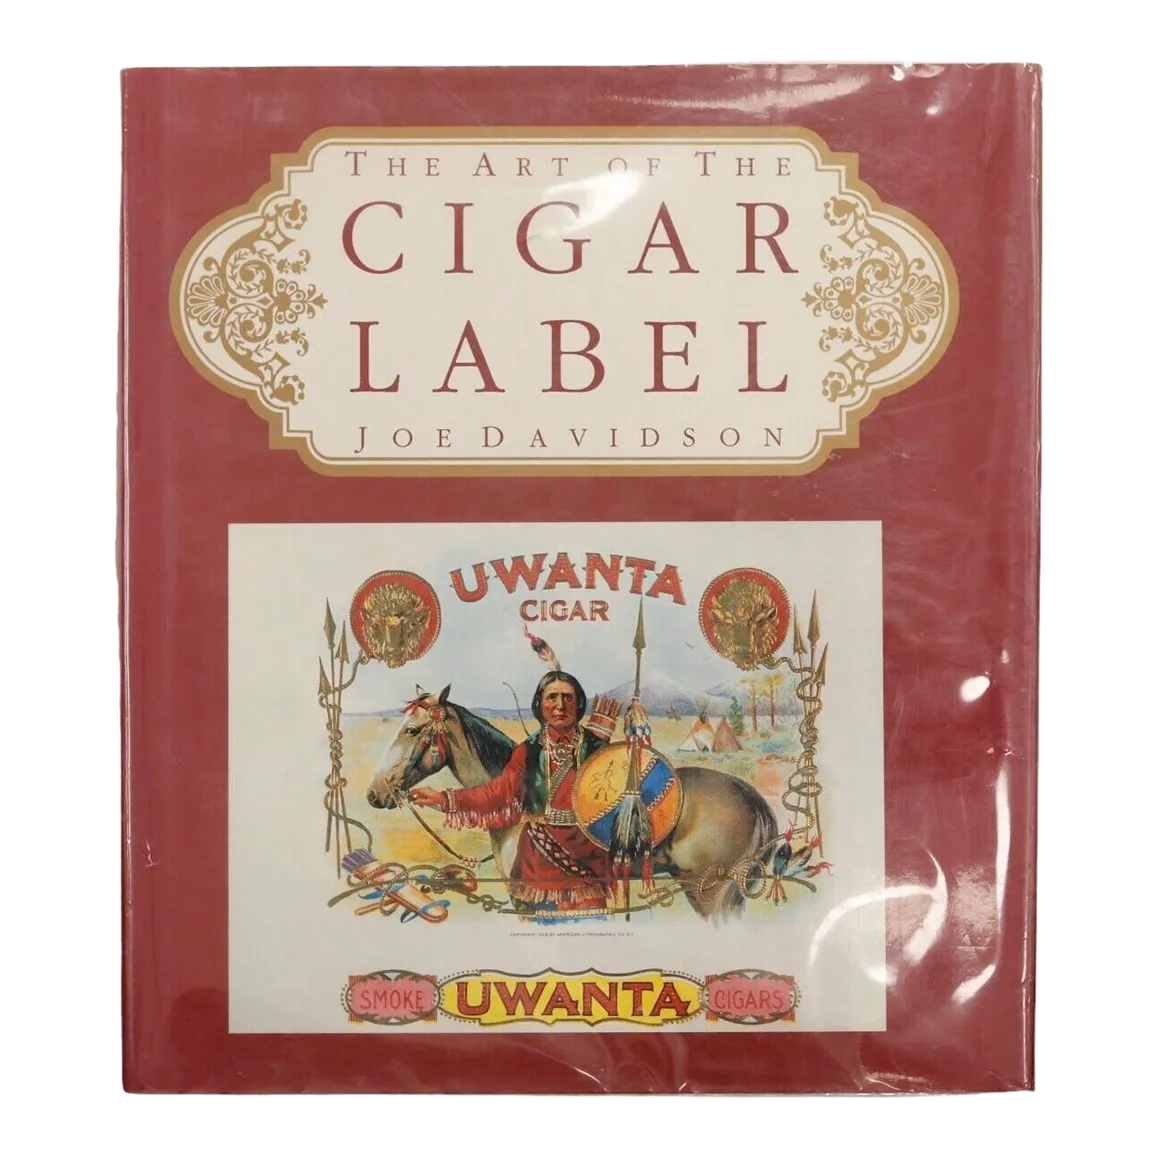 THE ART OF THE
CIGAR
LABEL
JOE DAVIDSON
UWANTA
CIGAR
SMOKE
UWANTA
CIGARS